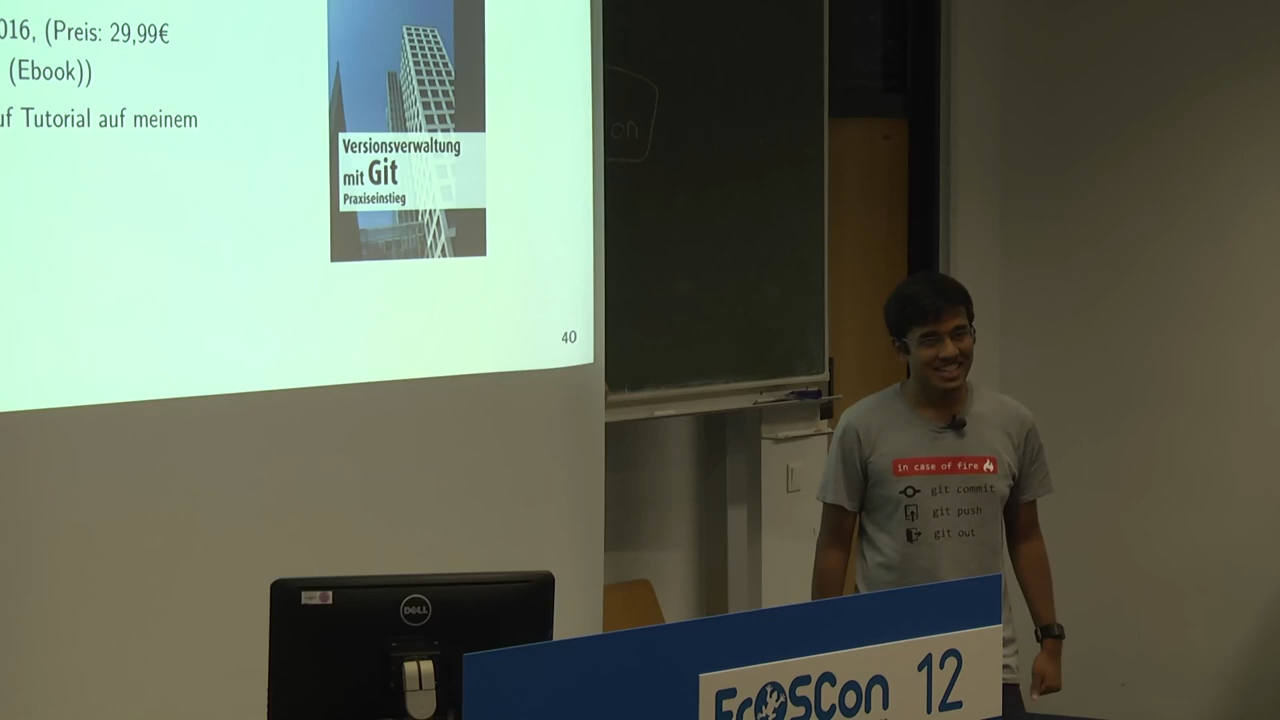 016, (Preis: 29,99€
(Ebook))
uf Tutorial auf meinem
Versionsverwaltung
mit Git
Praxiseinstieg
40
on
in case of fire
git commit
git push
git out
DELL
FrOSCon 12